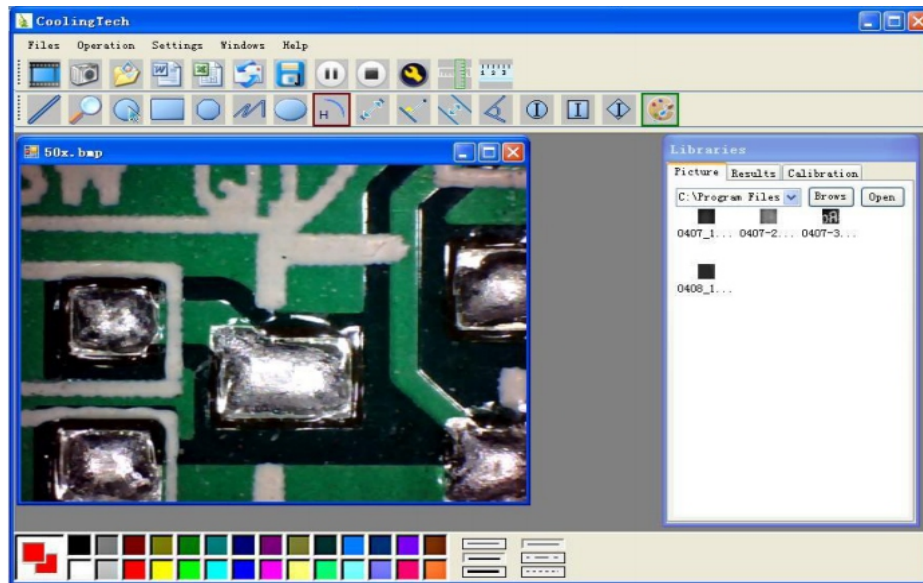 CoolingTech
Files Operation Settings Windows Help
H
50x.bmp
Libraries
Picture Results Calibration
C:\Program Files Brows Open
0407_1... 0407-2... 0407-3...
0408_1...